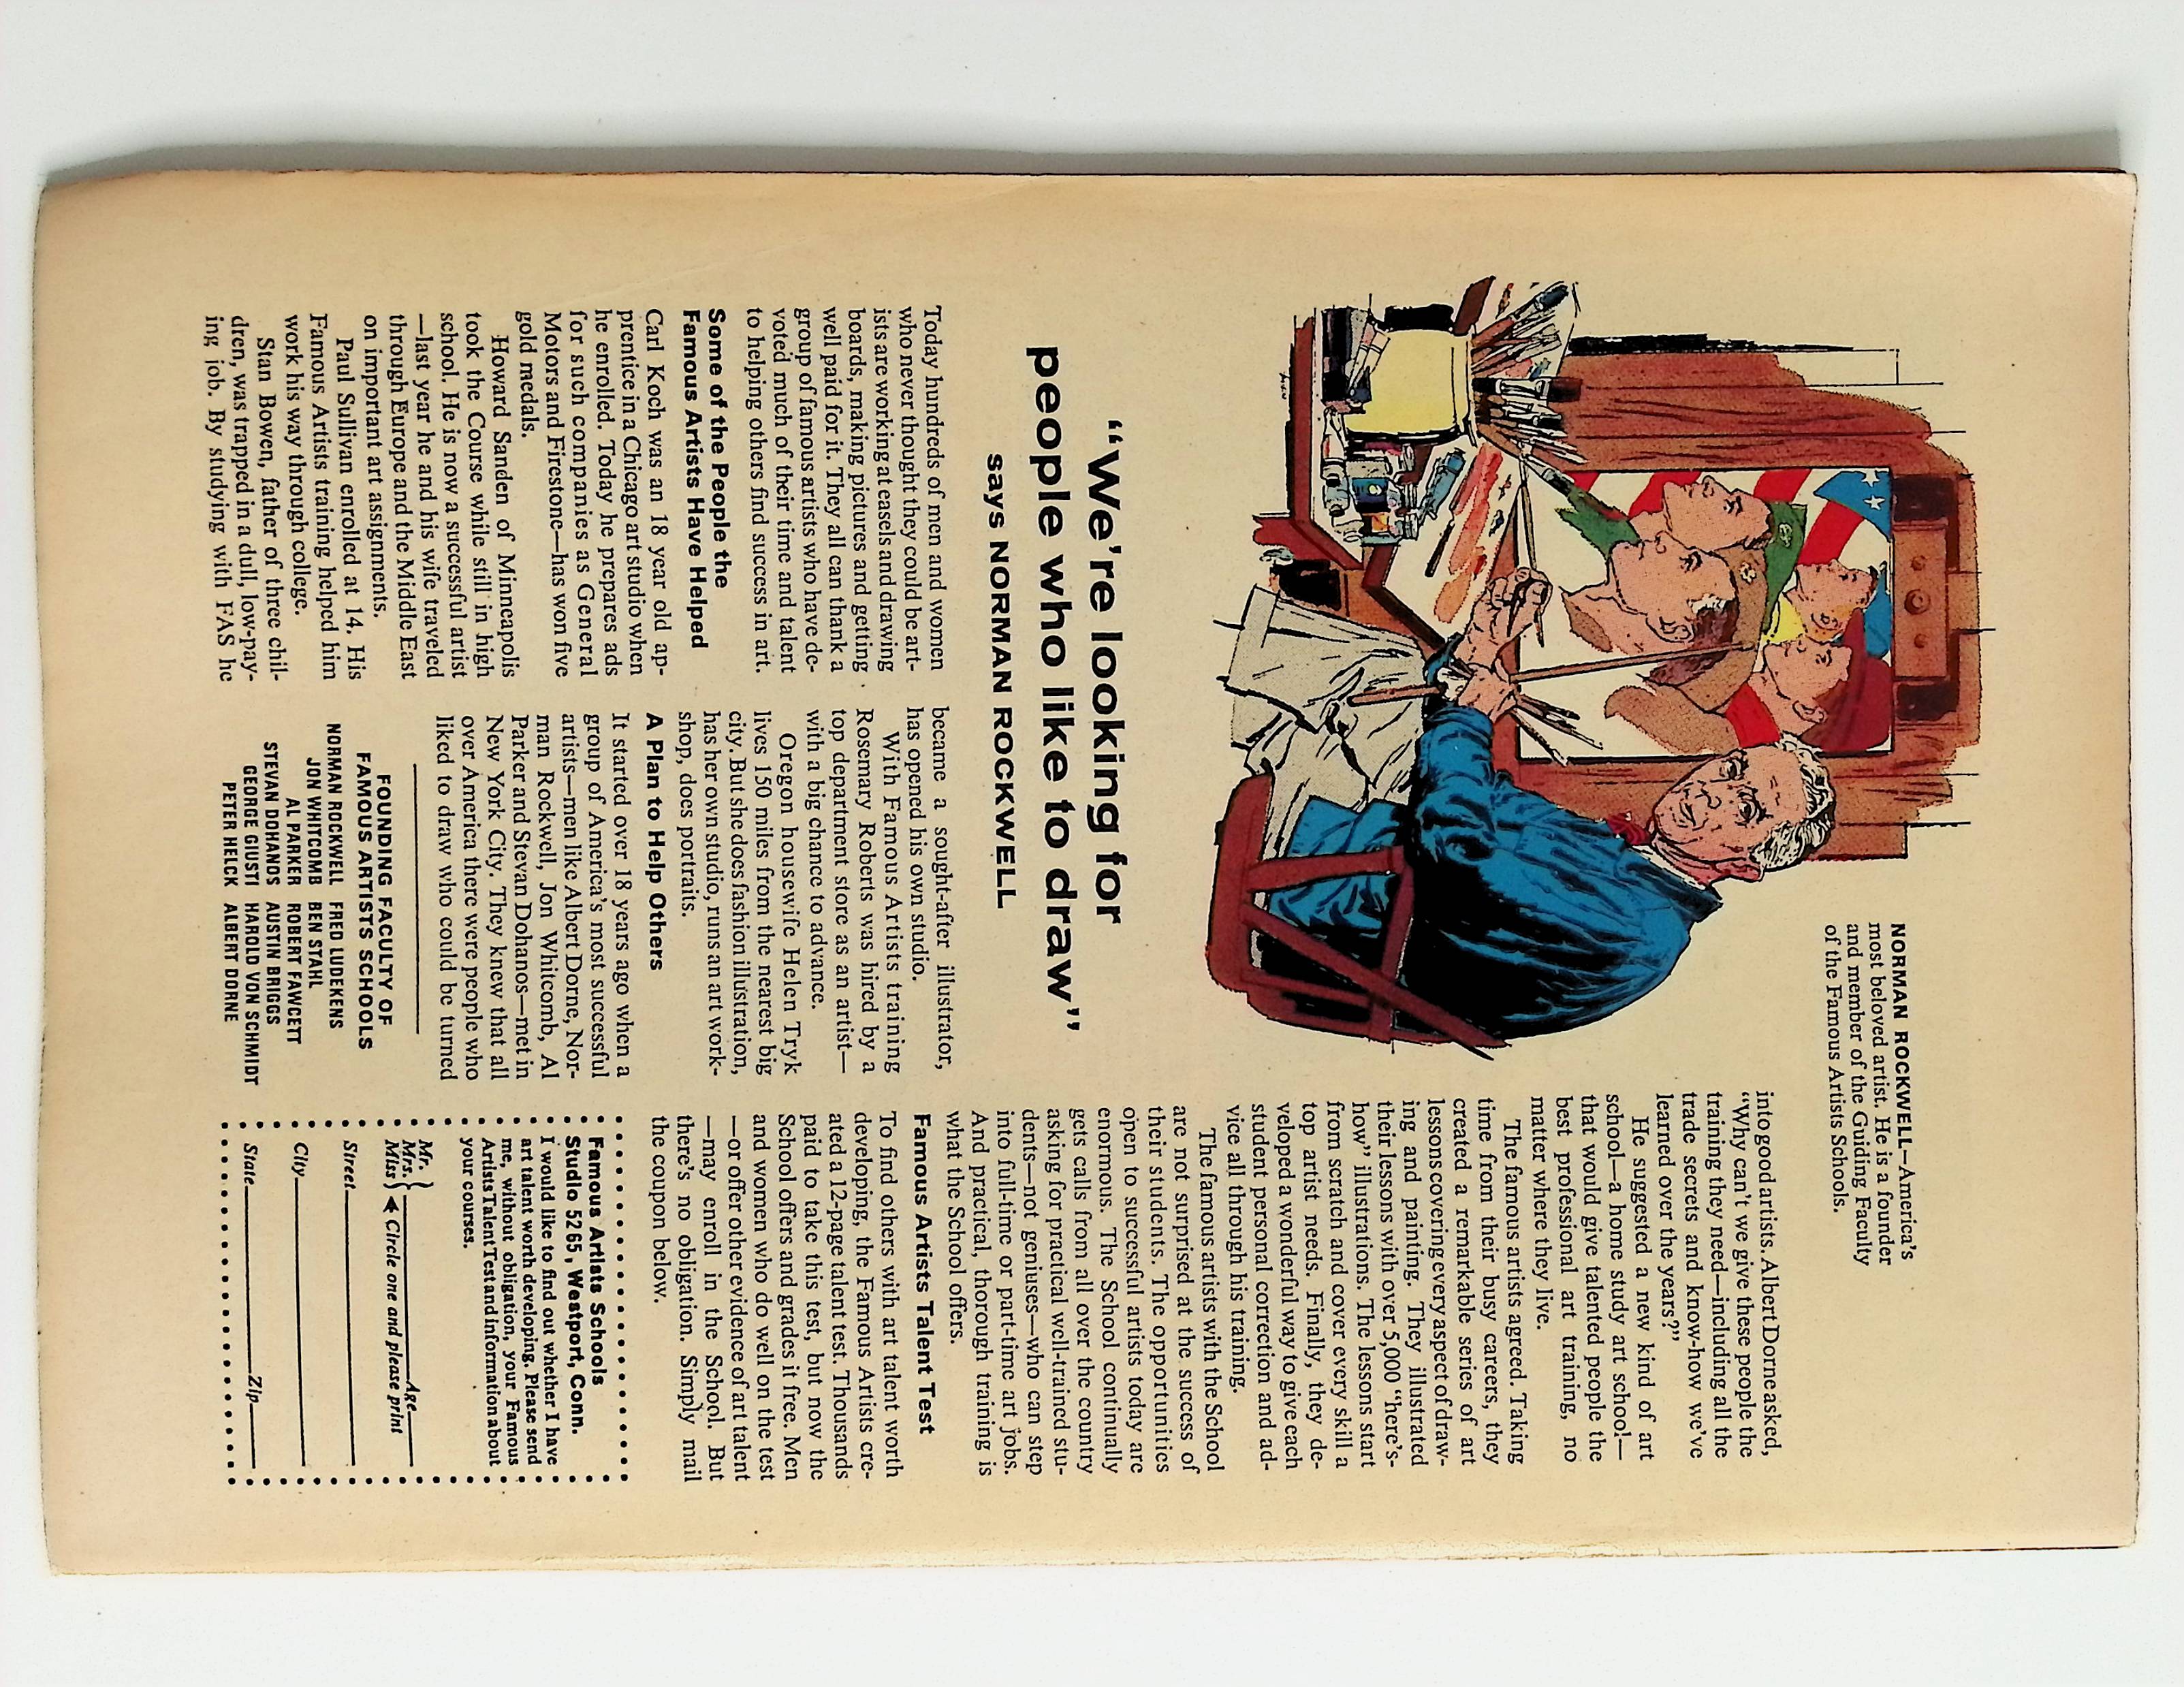 NORMAN ROCKWELL—America's
most beloved artist. He is a founder
and member of the Guiding Faculty
of the Famous Artists Schools.
"We're looking for
people who like to draw"
says NORMAN ROCKWELL
Today hundreds of men and women
who never thought they could be art-
ists are working at easels and drawing
boards, making pictures and getting
well paid for it. They all can thank a
group of famous artists who have de-
voted much of their time and talent
to helping others find success in art.
Some of the People the
Famous Artists Have Helped
Carl Koch was an 18 year old ap-
prentice in a Chicago art studio when
he enrolled. Today he prepares ads
for such companies as General
Motors and Firestone—has won five
gold medals.
Howard Sanden of Minneapolis
took the Course while still in high
school. He is now a successful artist
—last year he and his wife traveled
through Europe and the Middle East
on important art assignments.
Paul Sullivan enrolled at 14. His
Famous Artists training helped him
work his way through college.
Stan Bowen, father of three chil-
dren, was trapped in a dull, low-pay-
ing job. By studying with FAS he
became a sought-after illustrator,
has opened his own studio.
With Famous Artists training
Rosemary Roberts was hired by a
top department store as an artist—
with a big chance to advance.
Oregon housewife Helen Tryk
lives 150 miles from the nearest big
city. But she does fashion illustration,
has her own studio, runs an art work-
shop, does portraits.
A Plan to Help Others
It started over 18 years ago when a
group of America's most successful
artists—men like Albert Dorne, Nor-
man Rockwell, Jon Whitcomb, Al
Parker and Stevan Dohanos—met in
New York City. They knew that all
over America there were people who
liked to draw who could be turned
FOUNDING FACULTY OF
FAMOUS ARTISTS SCHOOLS
NORMAN ROCKWELL FRED LUDEKENS
JON WHITCOMB BEN STAHL
AL PARKER ROBERT FAWCETT
STEVAN DOHANOS AUSTIN BRIGGS
GEORGE GIUSTI HAROLD VON SCHMIDT
PETER HELCK ALBERT DORNE
into good artists. Albert Dorne asked,
"Why can't we give these people the
training they need—including all the
trade secrets and know-how we've
learned over the years?"
He suggested a new kind of art
school—a home study art school—
that would give talented people the
best professional art training, no
matter where they live.
The famous artists agreed. Taking
time from their busy careers, they
created a remarkable series of art
lessons covering every aspect of draw-
ing and painting. They illustrated
their lessons with over 5,000 "here's-
how" illustrations. The lessons start
from scratch and cover every skill a
top artist needs. Finally, they de-
veloped a wonderful way to give each
student personal correction and ad-
vice all through his training.
The famous artists with the School
are not surprised at the success of
their students. The opportunities
open to successful artists today are
enormous. The School continually
gets calls from all over the country
asking for practical well-trained stu-
dents—not geniuses—who can step
into full-time or part-time art jobs.
And practical, thorough training is
what the School offers.
Famous Artists Talent Test
To find others with art talent worth
developing, the Famous Artists cre-
ated a 12-page talent test. Thousands
paid to take this test, but now the
School offers and grades it free. Men
and women who do well on the test
—or offer other evidence of art talent
—may enroll in the School. But
there's no obligation. Simply mail
the coupon below.
Famous Artists Schools
Studio 5265, Westport, Conn.
I would like to find out whether I have
art talent worth developing. Please send
me, without obligation, your Famous
Artists Talent Test and information about
your courses.
Mr.
Mrs. Age
Miss Circle one and please print
Street
City
State Zip